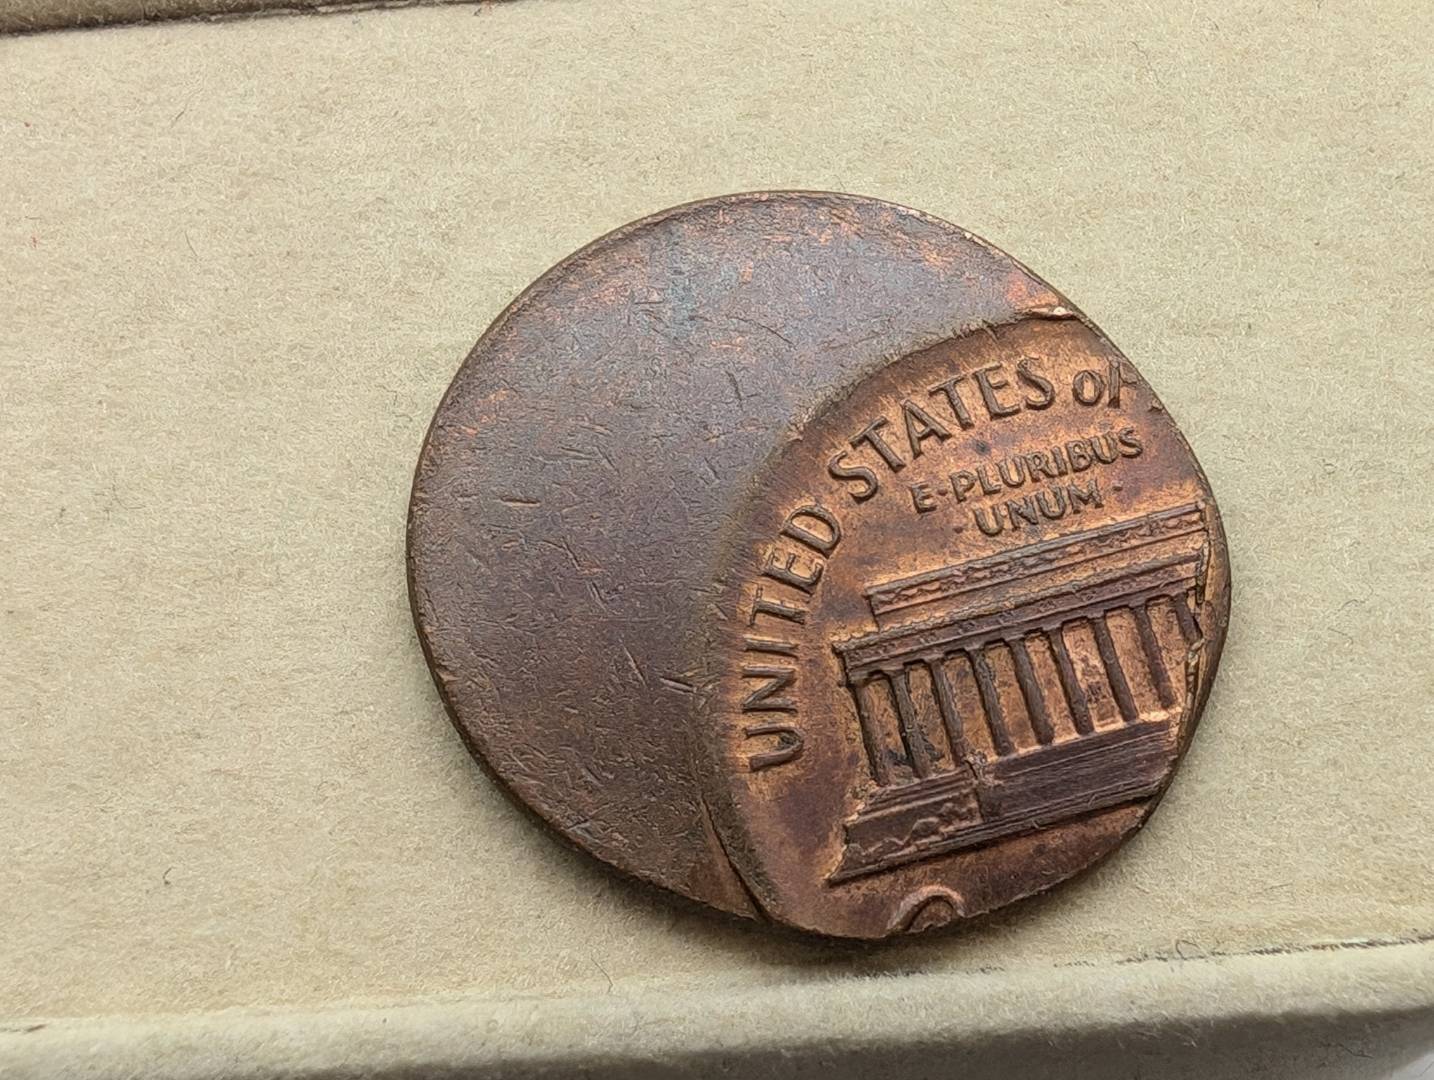 UNITED STATES OF
E·PLURIBUS
·UNUM·